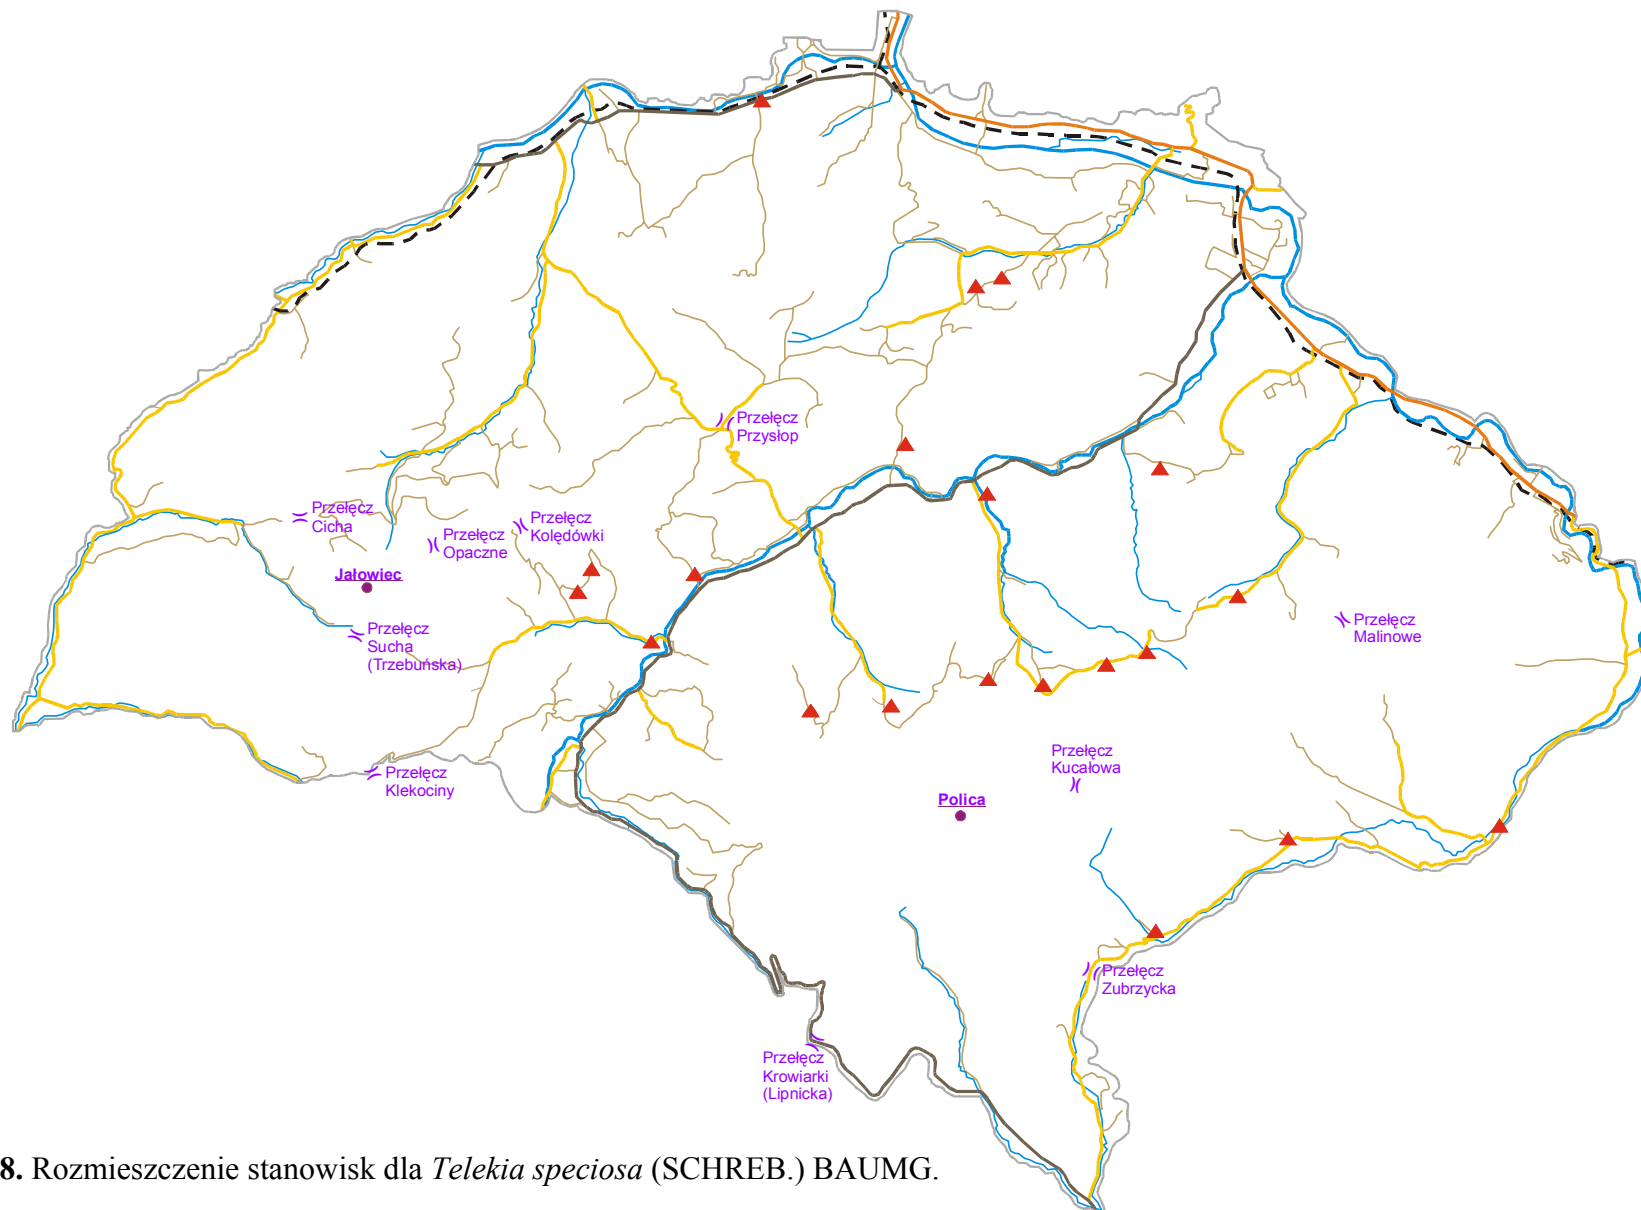 Przełęcz
Przysłop
Przełęcz
Cicha
Przełęcz
Kolędówki
Przełęcz
Opaczne
Jałowiec
Przełęcz
Sucha
(Trzebuńska)
Przełęcz
Malinowe
Przełęcz
Klekociny
Przełęcz
Kucałowa
Polica
Przełęcz
Zubrzycka
Przełęcz
Krowiarki
(Lipnicka)
8. Rozmieszczenie stanowisk dla Telekia speciosa (SCHREB.) BAUMG.